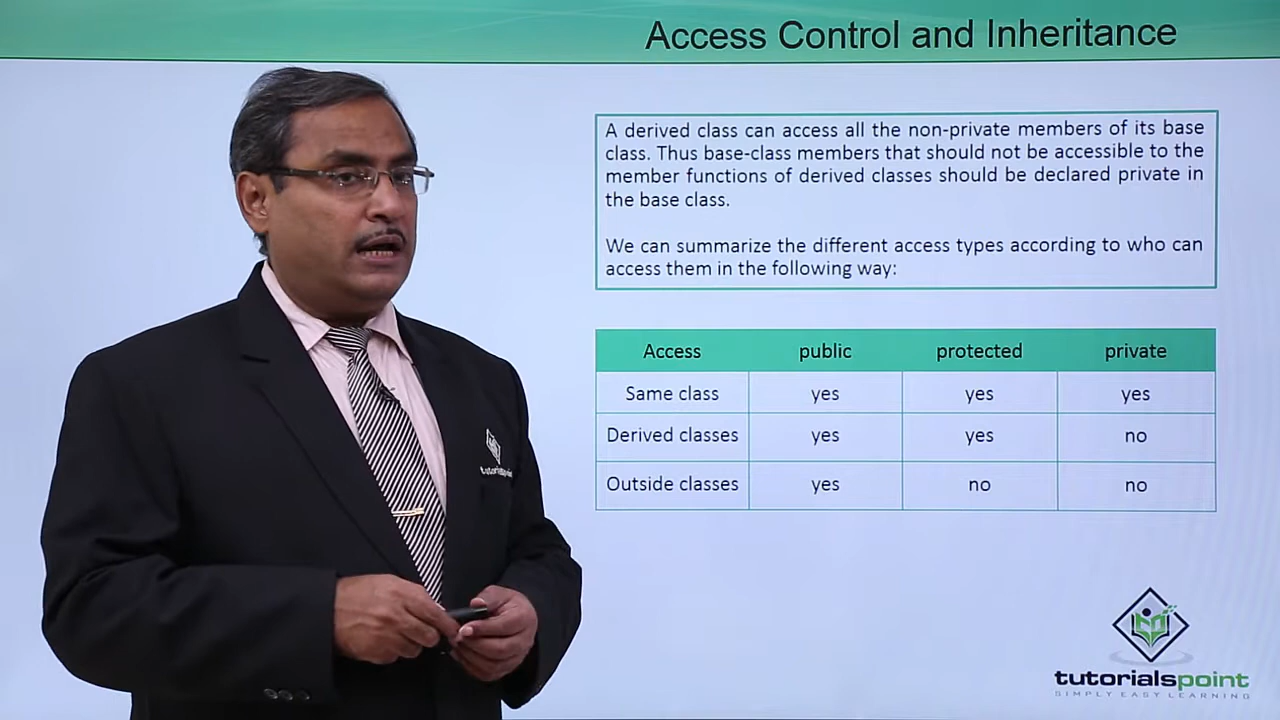 Access Control and Inheritance
A derived class can access all the non-private members of its base
class. Thus base-class members that should not be accessible to the
member functions of derived classes should be declared private in
the base class.
We can summarize the different access types according to who can
access them in the following way:
Access public protected private
Same class yes yes yes
Derived classes yes yes no
Outside classes yes no no
tutorialspoint
tutorialspoint
SIMPLY EASY LEARNING